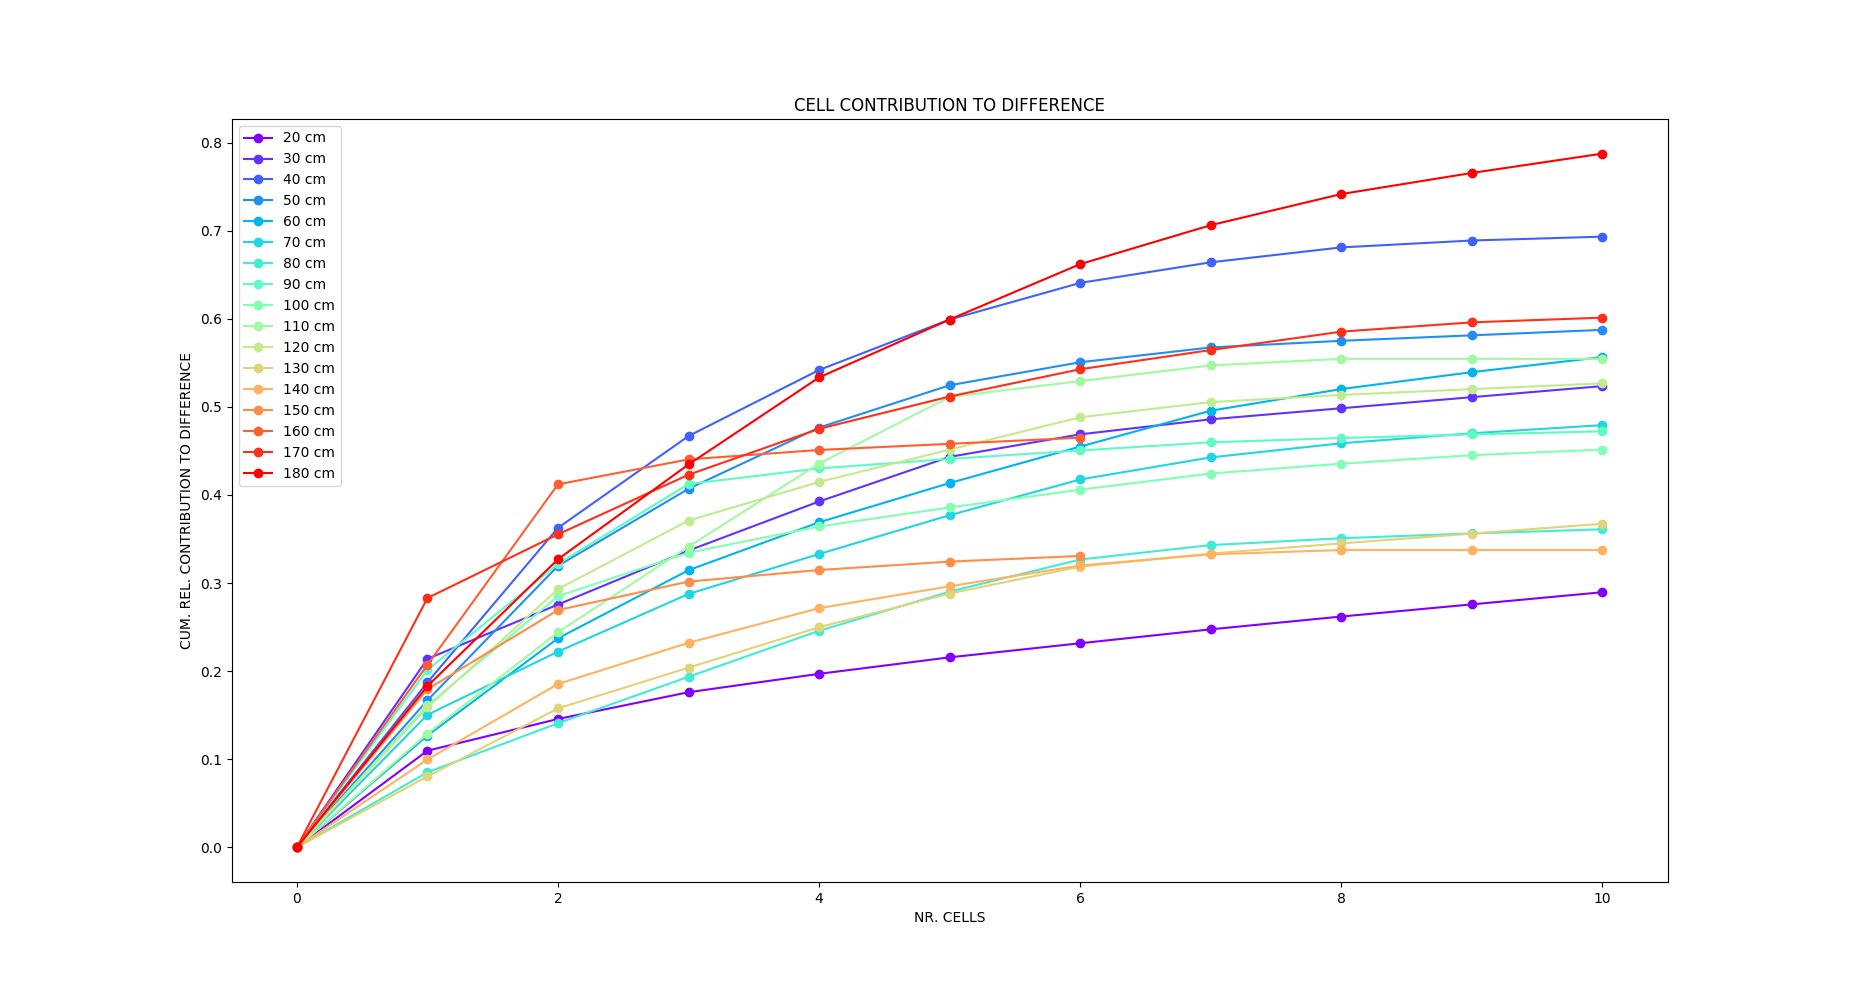 CELL CONTRIBUTION TO DIFFERENCE
20 cm
30 cm
40 cm
50 cm
60 cm
70 cm
80 cm
90 cm
100 cm
110 cm
120 cm
130 cm
140 cm
150 cm
160 cm
170 cm
180 cm
CUM. REL. CONTRIBUTION TO DIFFERENCE
0.8
0.7
0.6
0.5
0.4
0.3
0.2
0.1
0.0
0 2 4 6 8 10
NR. CELLS